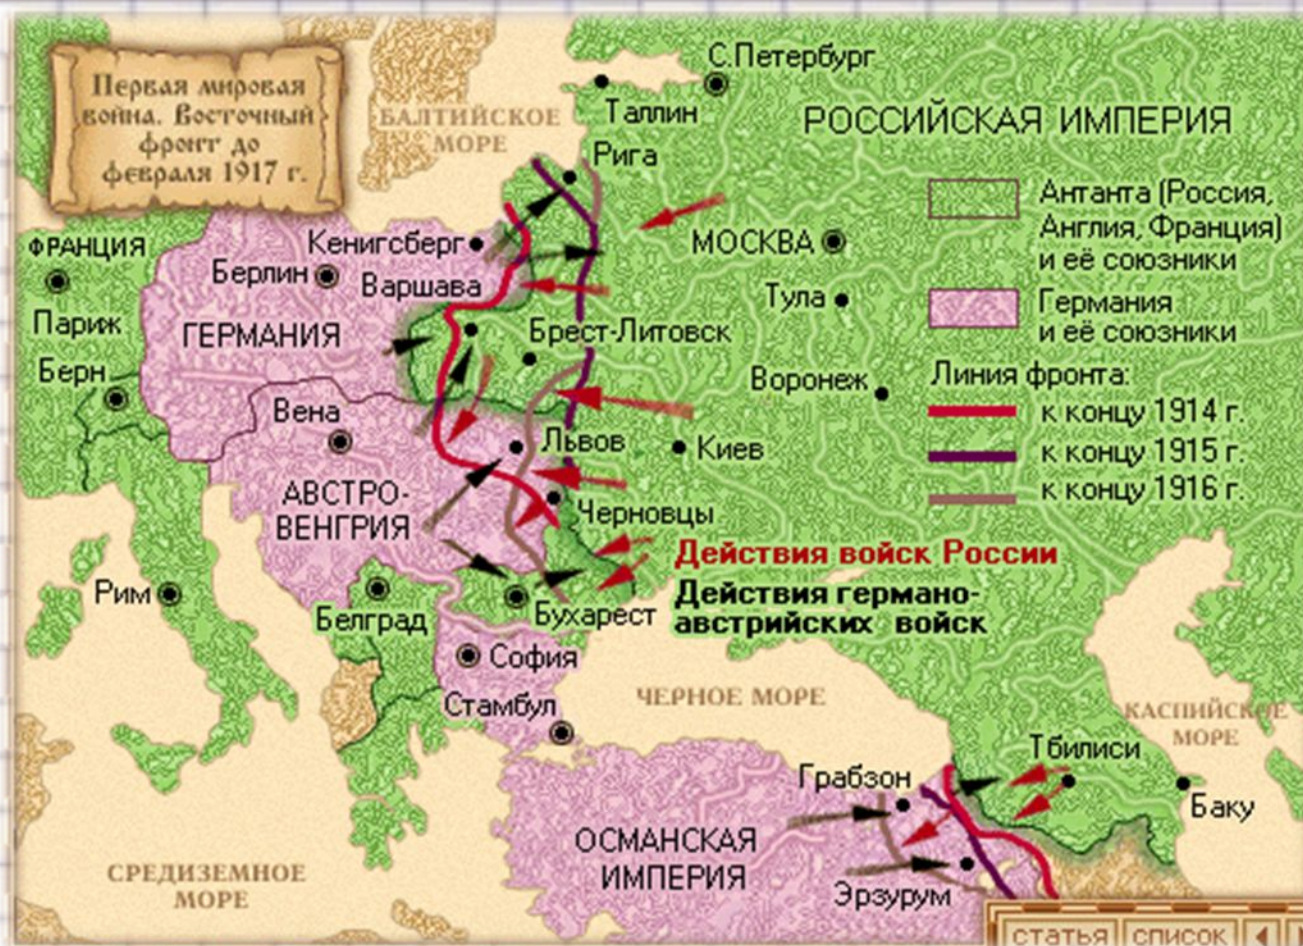 Первая мировая
война. Восточный
фронт до
февраля 1917 г.
БАЛТИЙСКОЕ
МОРЕ
С.Петербург
Таллин
РОССИЙСКАЯ ИМПЕРИЯ
Рига
Антанта (Россия,
Англия, Франция)
и её союзники
ФРАНЦИЯ
Кенигсберг
МОСКВА
Берлин
Варшава
Париж
ГЕРМАНИЯ
Брест-Литовск
Тула
Германия
и её союзники
Берн
Воронеж
Линия фронта:
к концу 1914 г.
к концу 1915 г.
к концу 1916 г.
Вена
Львов
Киев
АВСТРО-
ВЕНГРИЯ
Черновцы
Действия войск России
Действия германо-
австрийских войск
Рим
Белград
Бухарест
София
Стамбул
ЧЕРНОЕ МОРЕ
КАСПИЙСКОЕ
МОРЕ
Тбилиси
Грабзон
Баку
ОСМАНСКАЯ
ИМПЕРИЯ
Эрзурум
СРЕДИЗЕМНОЕ
МОРЕ
статья список